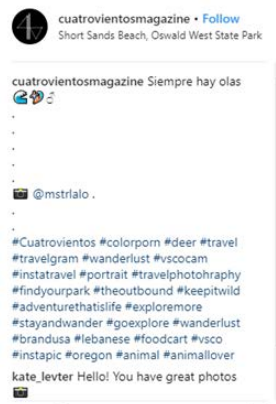 cuatrovientosmagazine • Follow
Short Sands Beach, Oswald West State Park
cuatrovientosmagazine Siempre hay olas
🌊🐚☝🏻
.
.
.
.
.
📸 @mstrlalo .
.
.
#Cuatrovientos #colorporn #deer #travel
#travelgram #wanderlust #vscocam
#instatravel #portrait #travelphotohraphy
#findyourpark #theoutbound #keepitwild
#adventurethatislife #exploremore
#stayandwander #goexplore #wanderlust
#brandusa #lebanese #foodcart #vsco
#instapic #oregon #animal #animallover
kate_levter Hello! You have great photos
📸